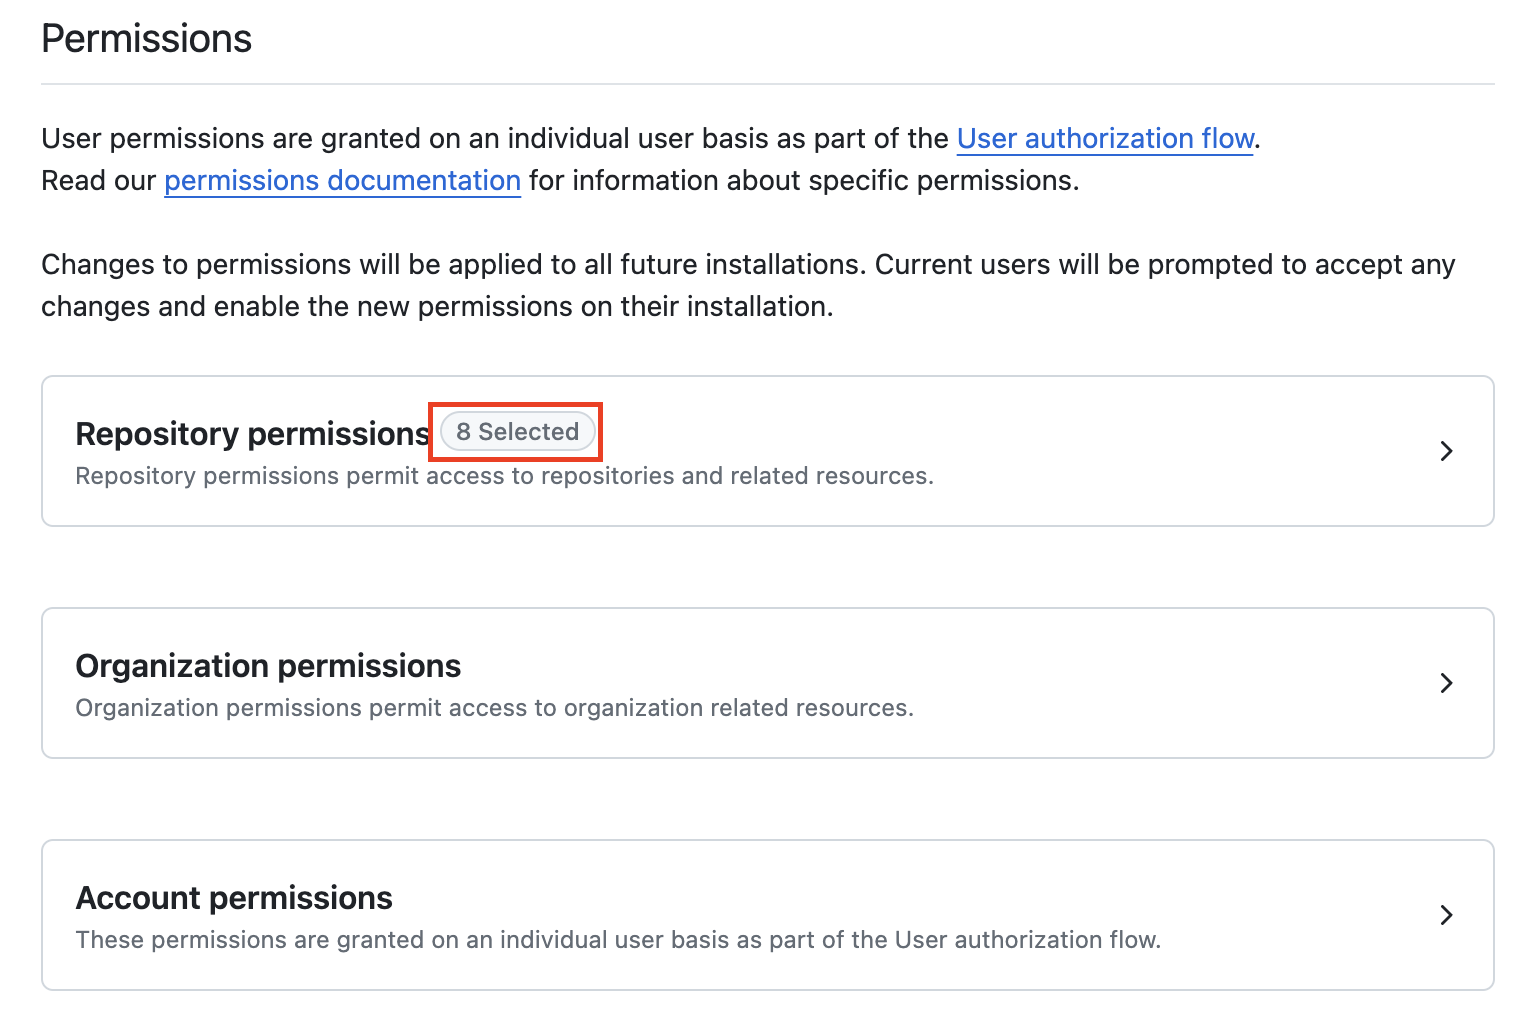 Permissions
User permissions are granted on an individual user basis as part of the User authorization flow.
Read our permissions documentation for information about specific permissions.
Changes to permissions will be applied to all future installations. Current users will be prompted to accept any
changes and enable the new permissions on their installation.
Repository permissions 8 Selected
Repository permissions permit access to repositories and related resources.
Organization permissions
Organization permissions permit access to organization related resources.
Account permissions
These permissions are granted on an individual user basis as part of the User authorization flow.